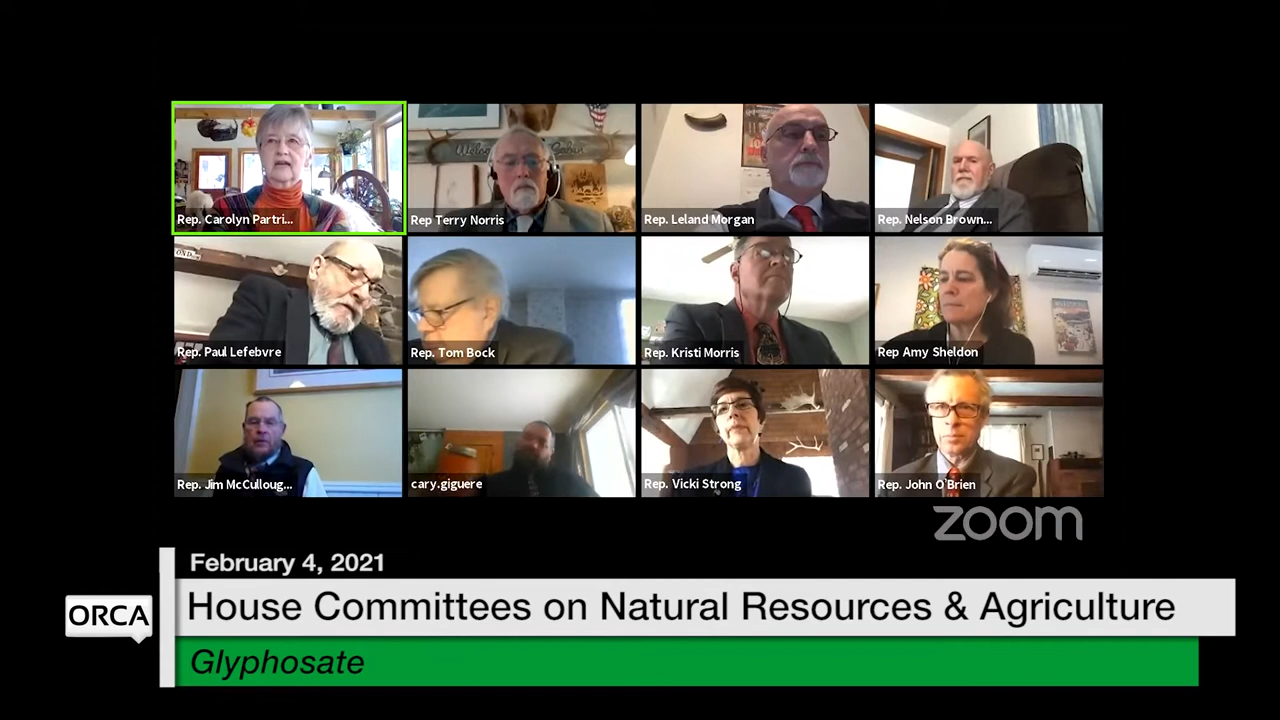 Rep. Carolyn Partri...
Rep Terry Norris
Rep. Leland Morgan
Rep. Nelson Brown...
Rep. Paul Lefebvre
Rep. Tom Bock
Rep. Kristi Morris
Rep Amy Sheldon
Rep. Jim McCulloug...
cary.giguere
Rep. Vicki Strong
Rep. John O'Brien
zoom
February 4, 2021
ORCA
House Committees on Natural Resources & Agriculture
Glyphosate